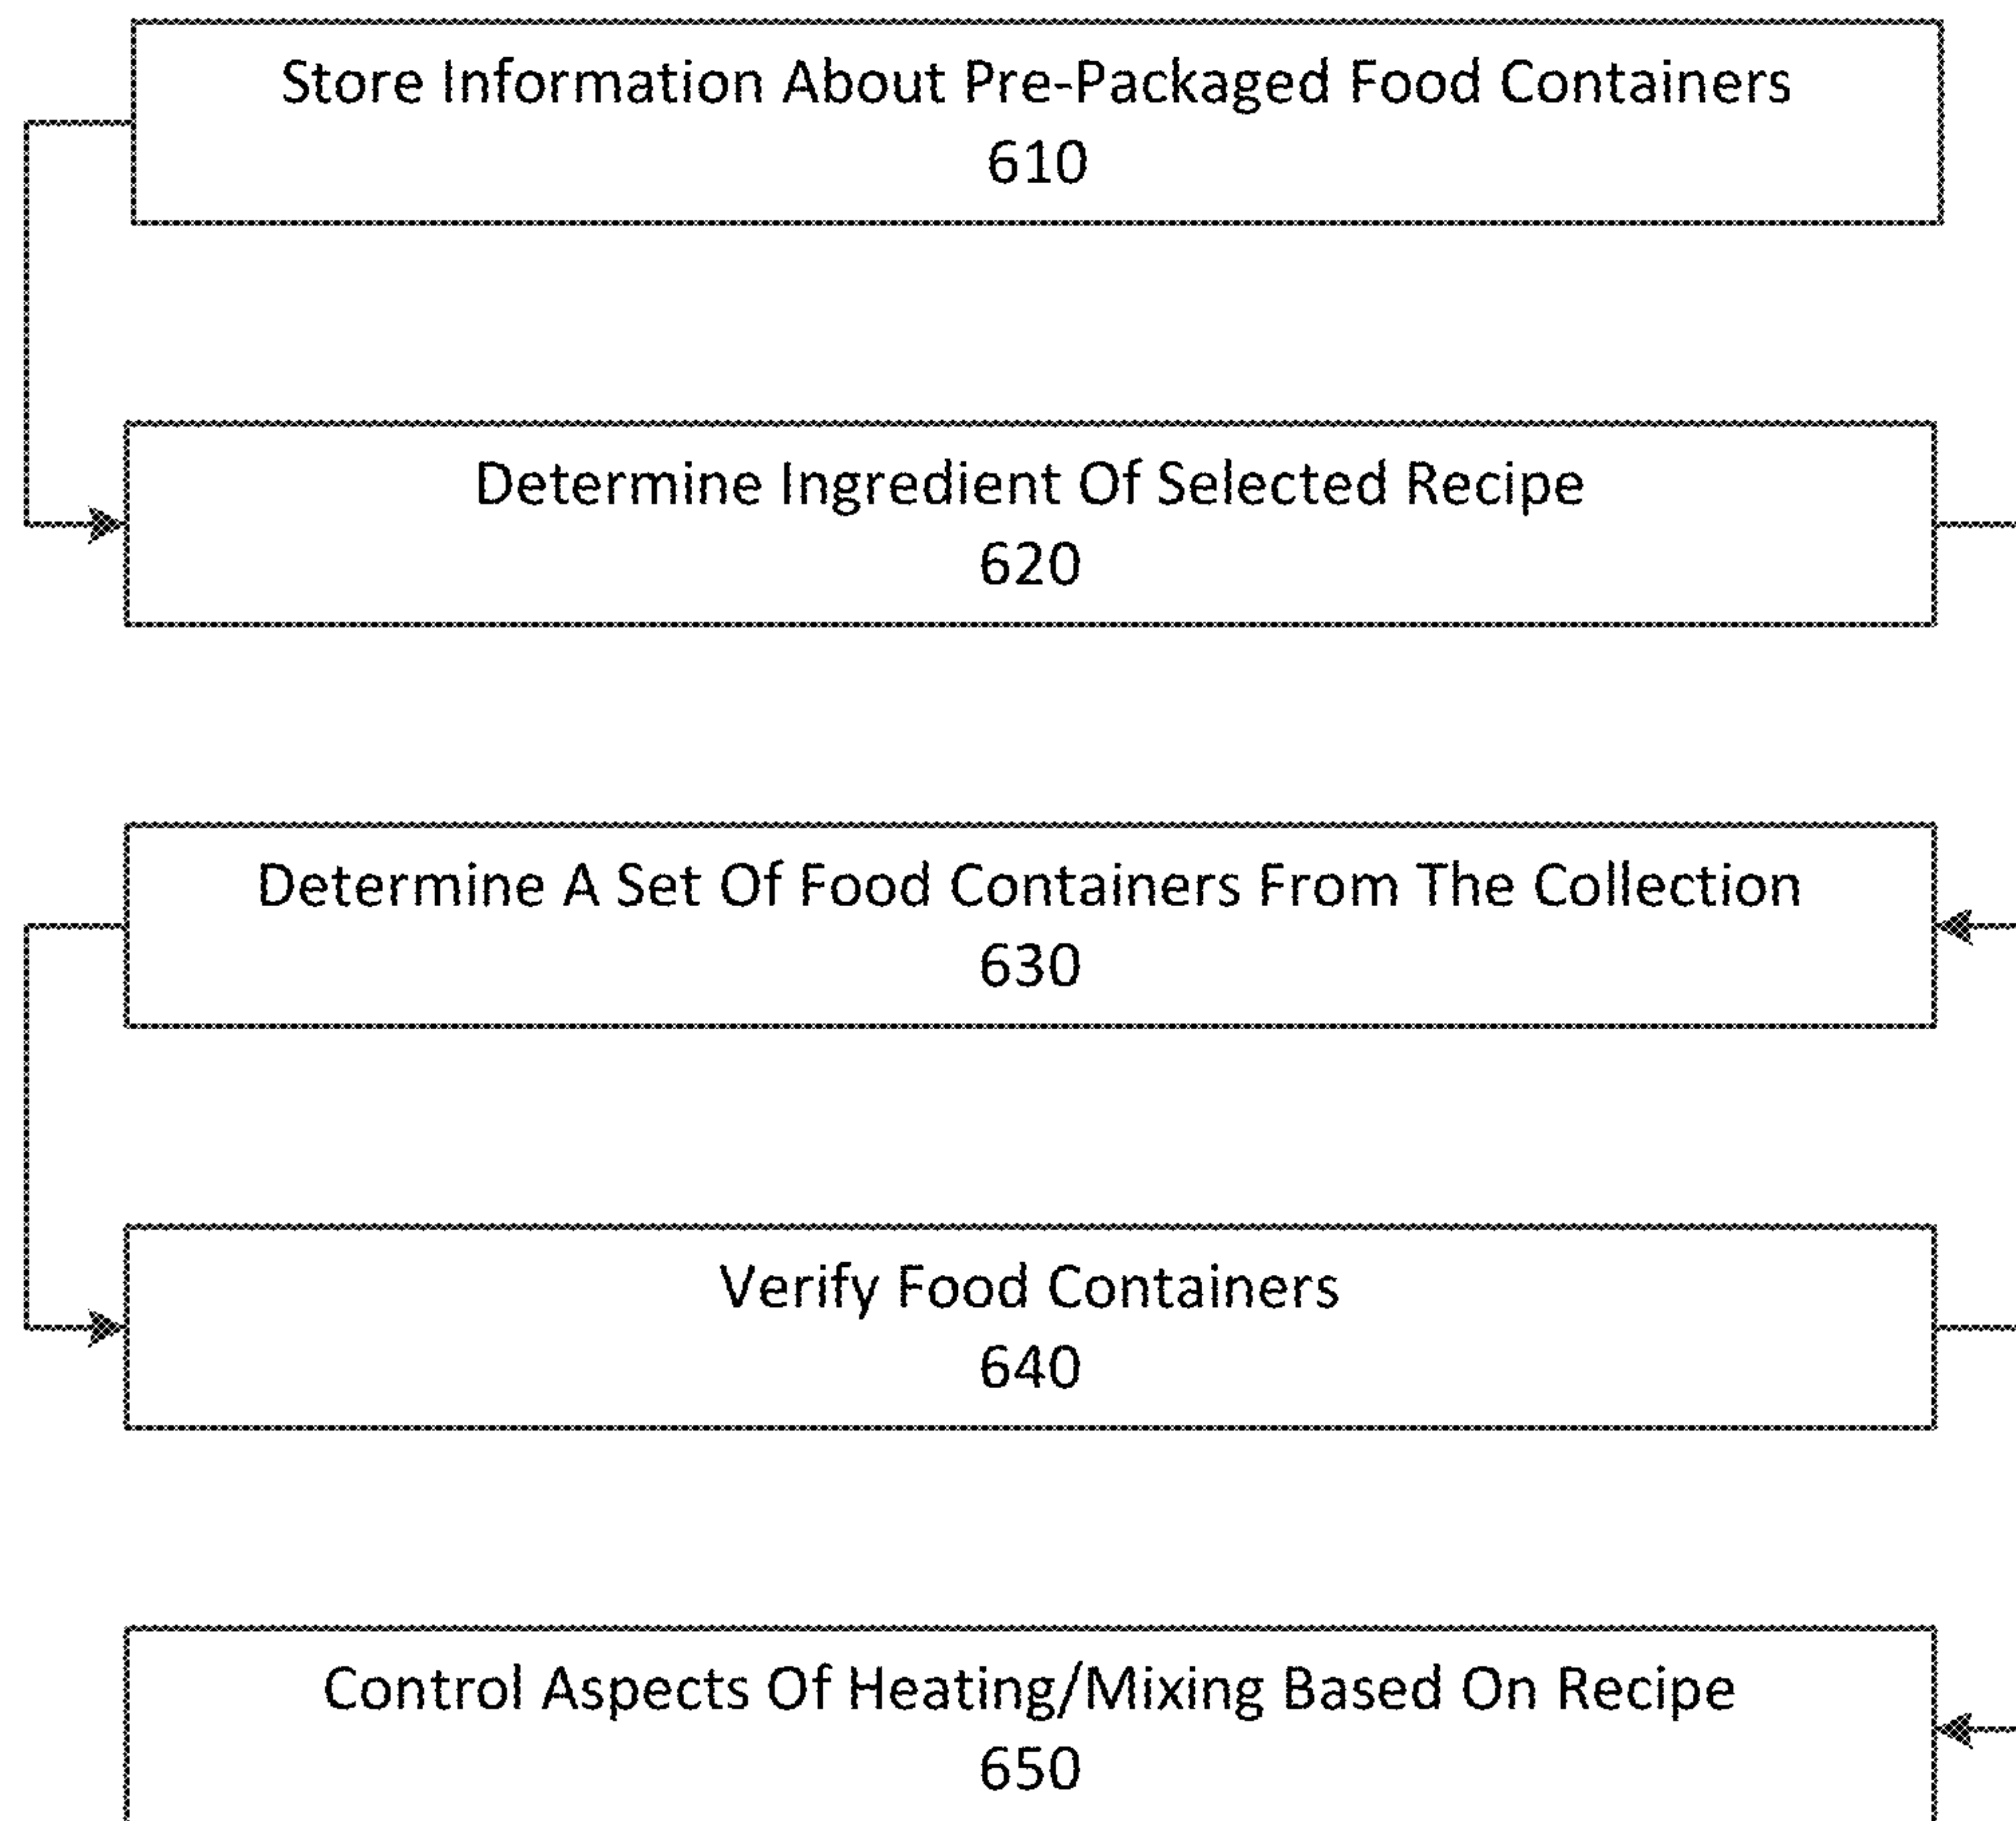 Store Information About Pre-Packaged Food Containers
610
Determine Ingredient Of Selected Recipe
620
Determine A Set Of Food Containers From The Collection
630
Verify Food Containers
640
Control Aspects Of Heating/Mixing Based On Recipe
650